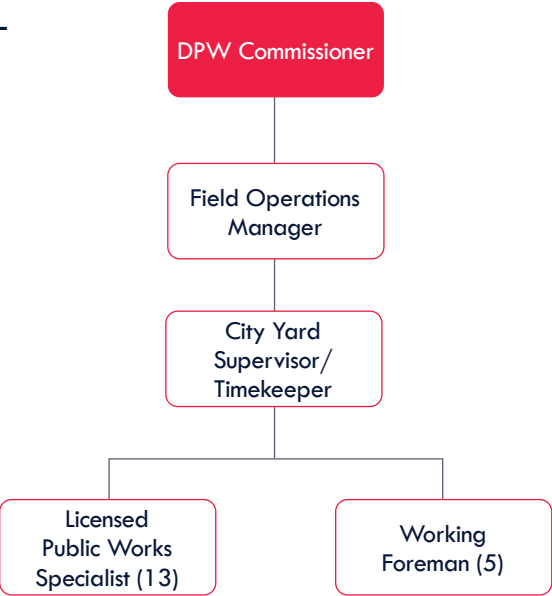 DPW Commissioner
Field Operations
Manager
City Yard
Supervisor/
Timekeeper
Licensed
Public Works
Specialist (13)
Working
Foreman (5)